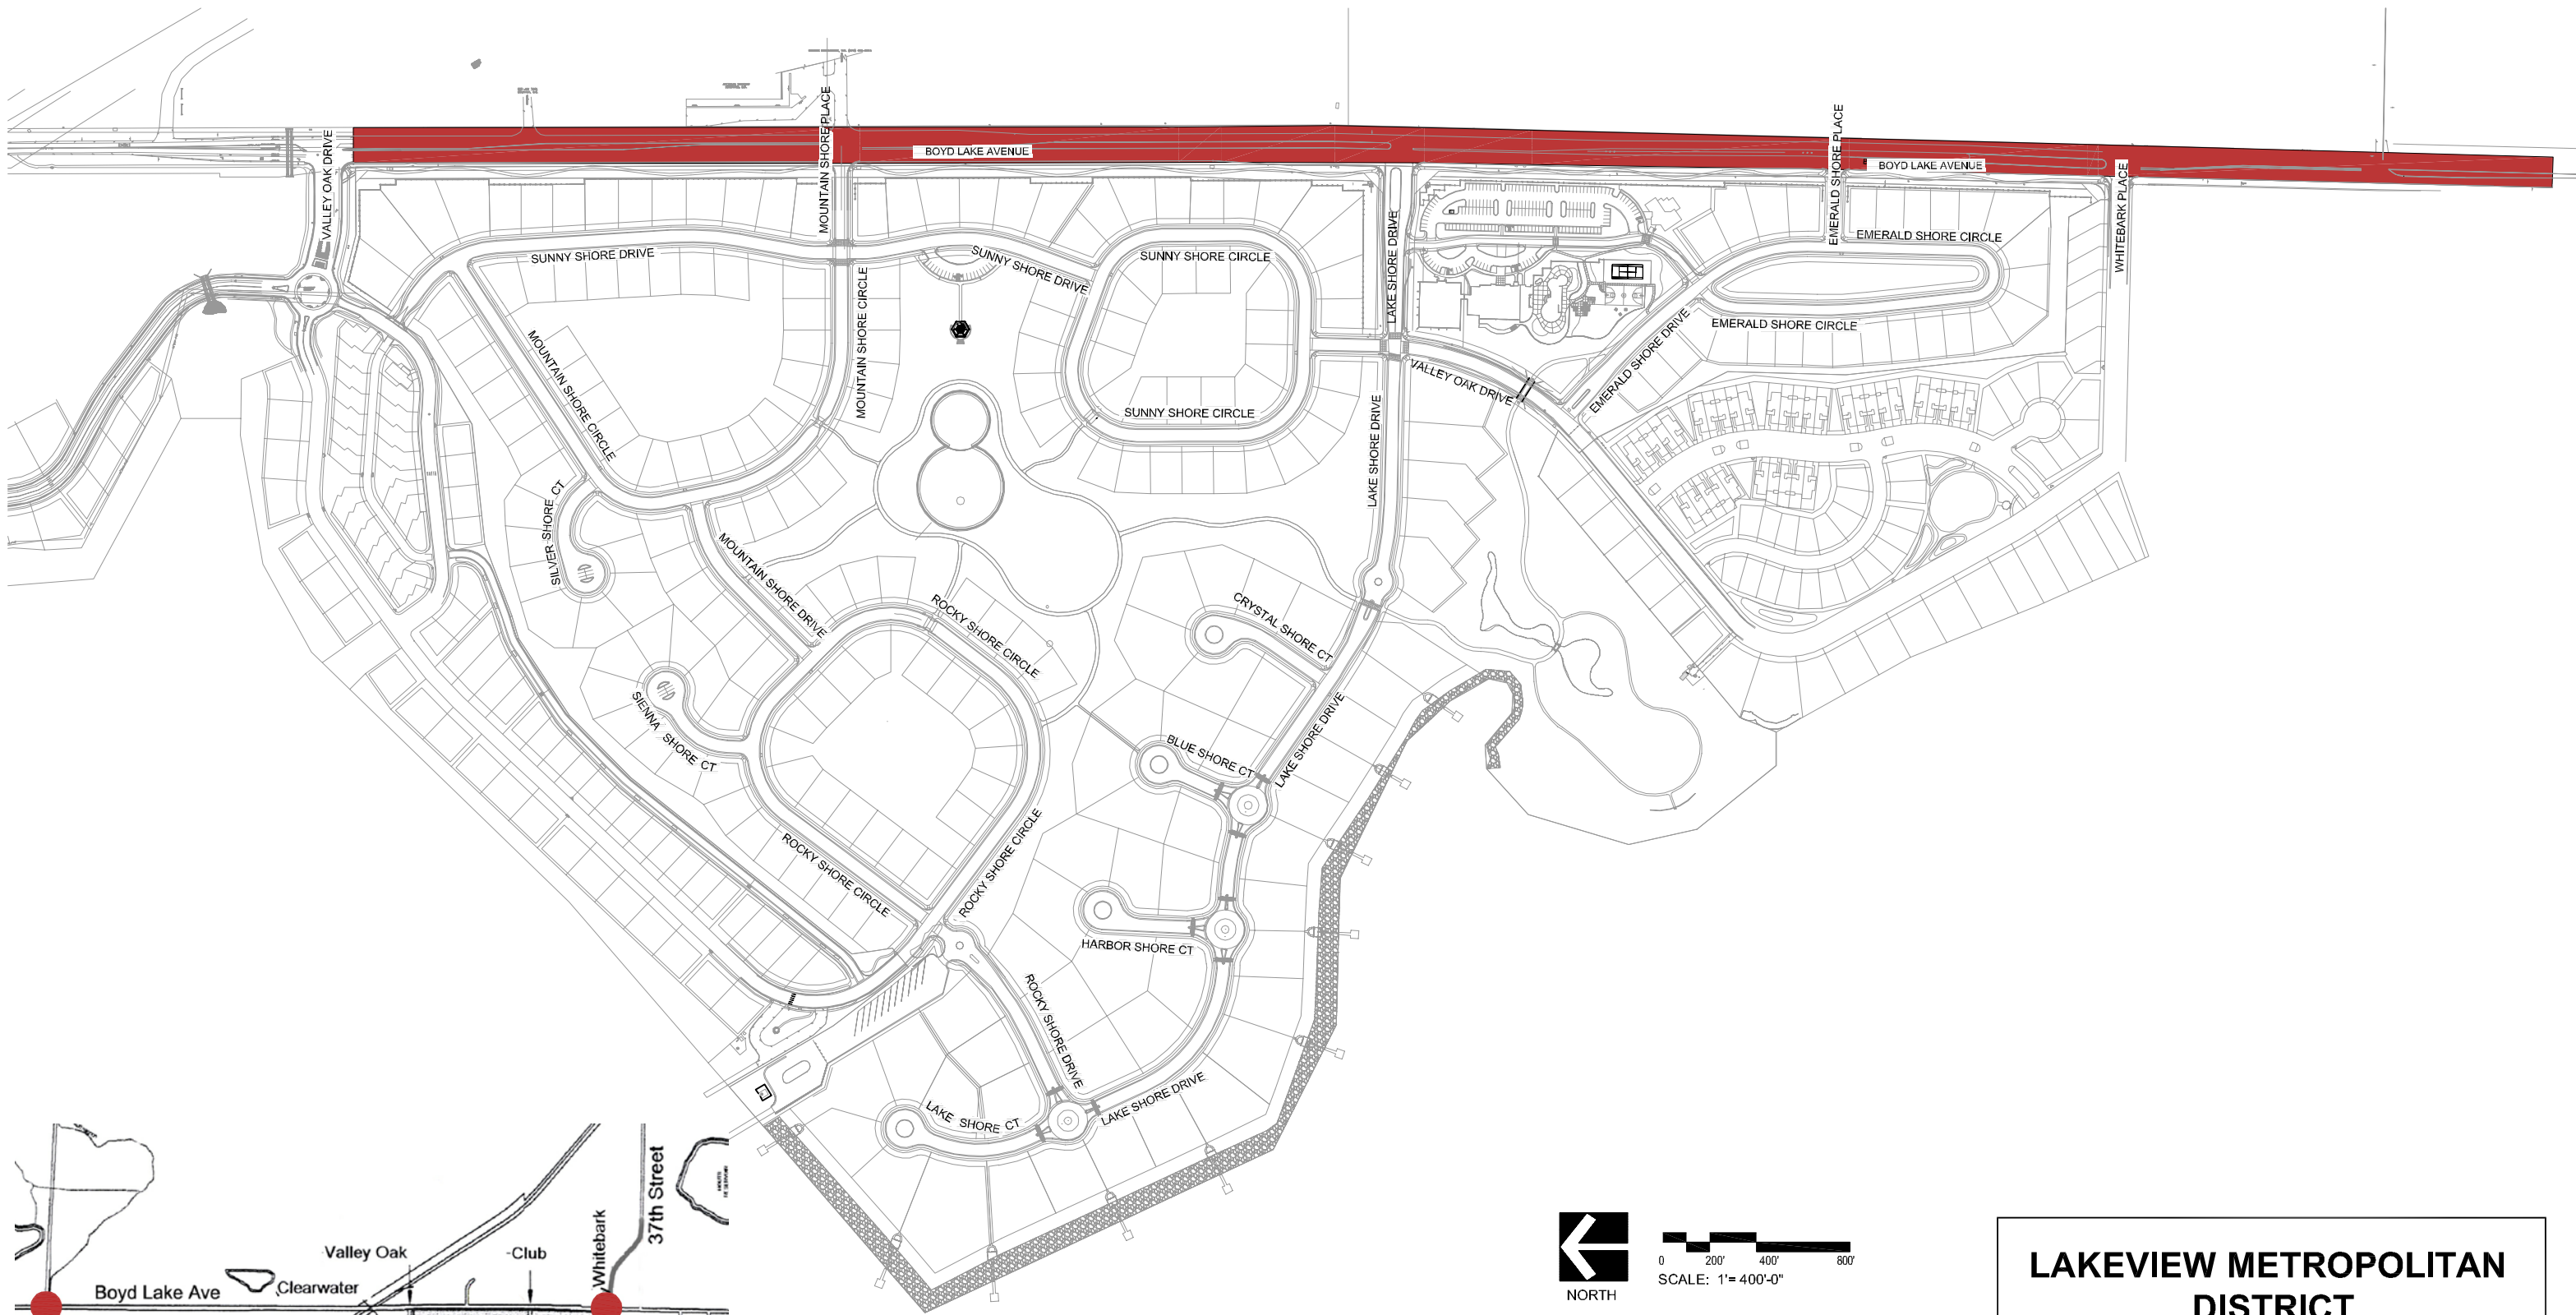 MOUNTAIN SHORE PLACE
VALLEY OAK DRIVE
BOYD LAKE AVENUE
EMERALD SHORE PLACE
BOYD LAKE AVENUE
WHITEBARK PLACE
SUNNY SHORE DRIVE
SUNNY SHORE DRIVE
SUNNY SHORE CIRCLE
LAKE SHORE DRIVE
EMERALD SHORE CIRCLE
MOUNTAIN SHORE CIRCLE
MOUNTAIN SHORE CIRCLE
EMERALD SHORE DRIVE
EMERALD SHORE CIRCLE
VALLEY OAK DRIVE
SUNNY SHORE CIRCLE
LAKE SHORE DRIVE
SILVER SHORE CT
MOUNTAIN SHORE DRIVE
ROCKY SHORE CIRCLE
CRYSTAL SHORE CT
SIENNA SHORE CT
BLUE SHORE CT
LAKE SHORE DRIVE
ROCKY SHORE CIRCLE
ROCKY SHORE CIRCLE
HARBOR SHORE CT
ROCKY SHORE DRIVE
LAKE SHORE CT
LAKE SHORE DRIVE
37th Street
Whitebark
Valley Oak
-Club
Boyd Lake Ave
Clearwater
NORTH
0 200' 400' 800'
SCALE: 1'= 400'-0"
LAKEVIEW METROPOLITAN
DISTRICT